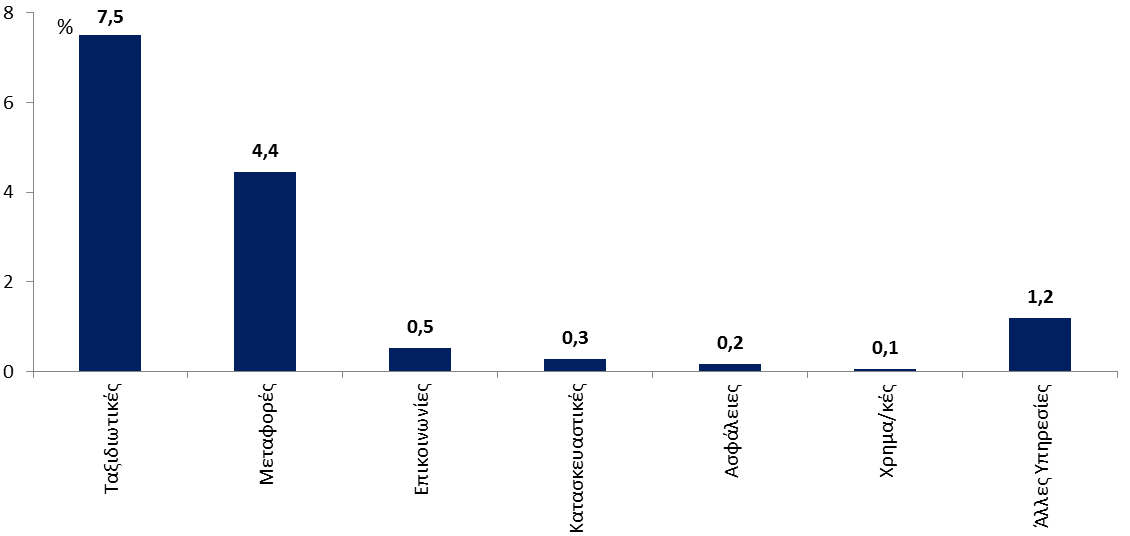 8
%
7,5
6
4,4
4
2
1,2
0,5
0,3
0,2
0,1
0
Ταξιδιωτικές
Μεταφορές
Επικοινωνίες
Κατασκευαστικές
Ασφάλειες
Χρημα/κές
Άλλες Υπηρεσίες